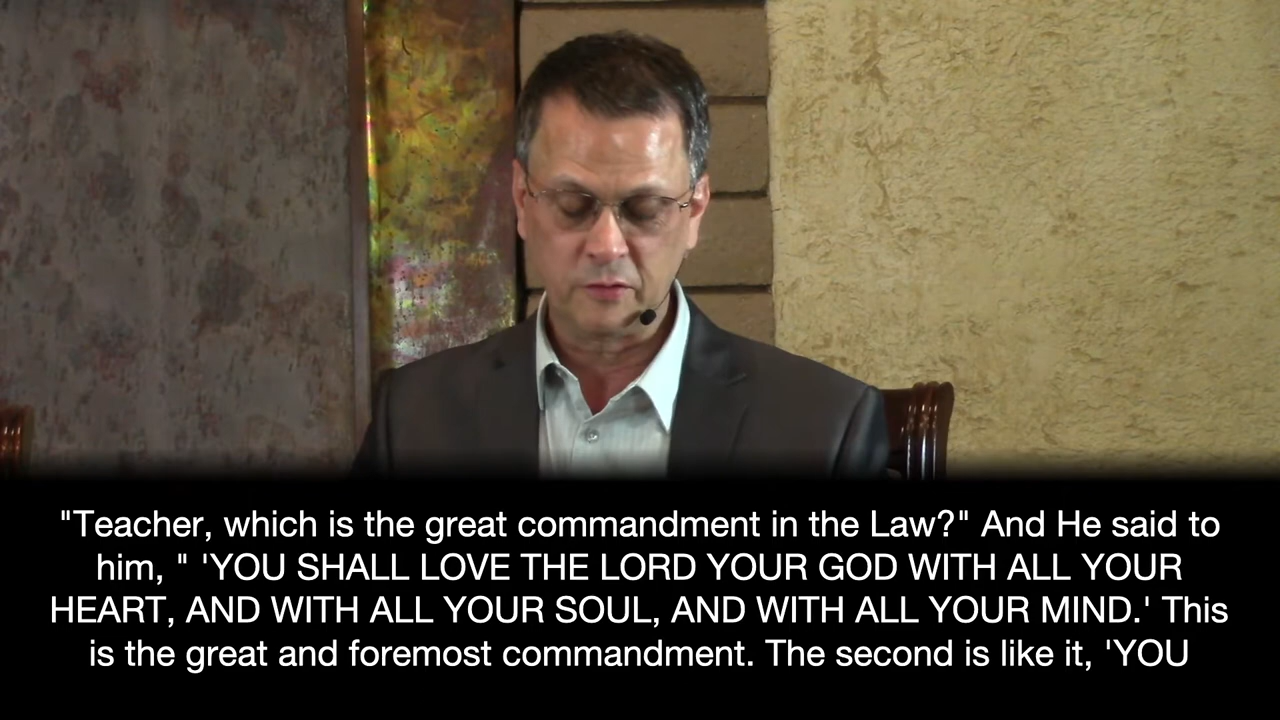 "Teacher, which is the great commandment in the Law?" And He said to
him, " 'YOU SHALL LOVE THE LORD YOUR GOD WITH ALL YOUR
HEART, AND WITH ALL YOUR SOUL, AND WITH ALL YOUR MIND.' This
is the great and foremost commandment. The second is like it, 'YOU